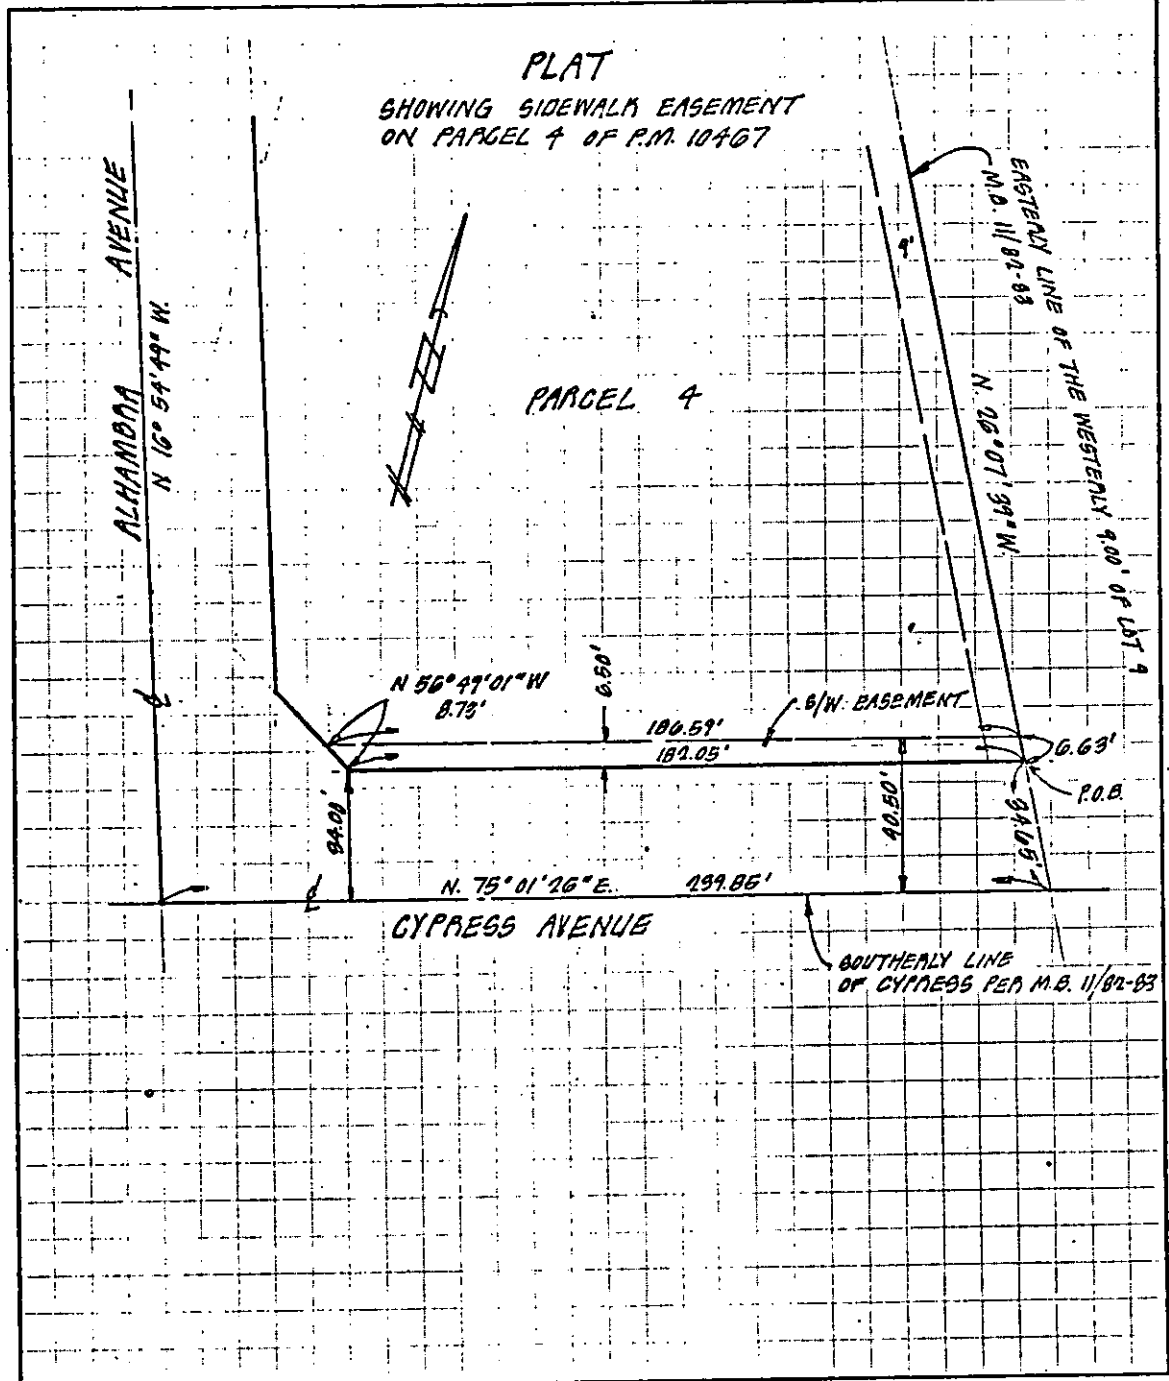 PLAT
SHOWING SIDEWALK EASEMENT
ON PARCEL 4 OF P.M. 10467
ALHAMBRA AVENUE
N 16° 54' 49" W.
PARCEL 4
9'
EASTERLY LINE OF THE WESTERLY 9.00' OF LOT 9
M.B. 11/82-83
N. 26° 07' 39" W.
N 56° 49' 01" W
8.73'
6.50'
186.59'
S/W. EASEMENT
182.05'
6.63'
P.O.B.
34.00'
40.50'
34.65'
N. 75° 01' 26" E. 239.86'
CYPRESS AVENUE
SOUTHERLY LINE
OF CYPRESS PER M.B. 11/82-83